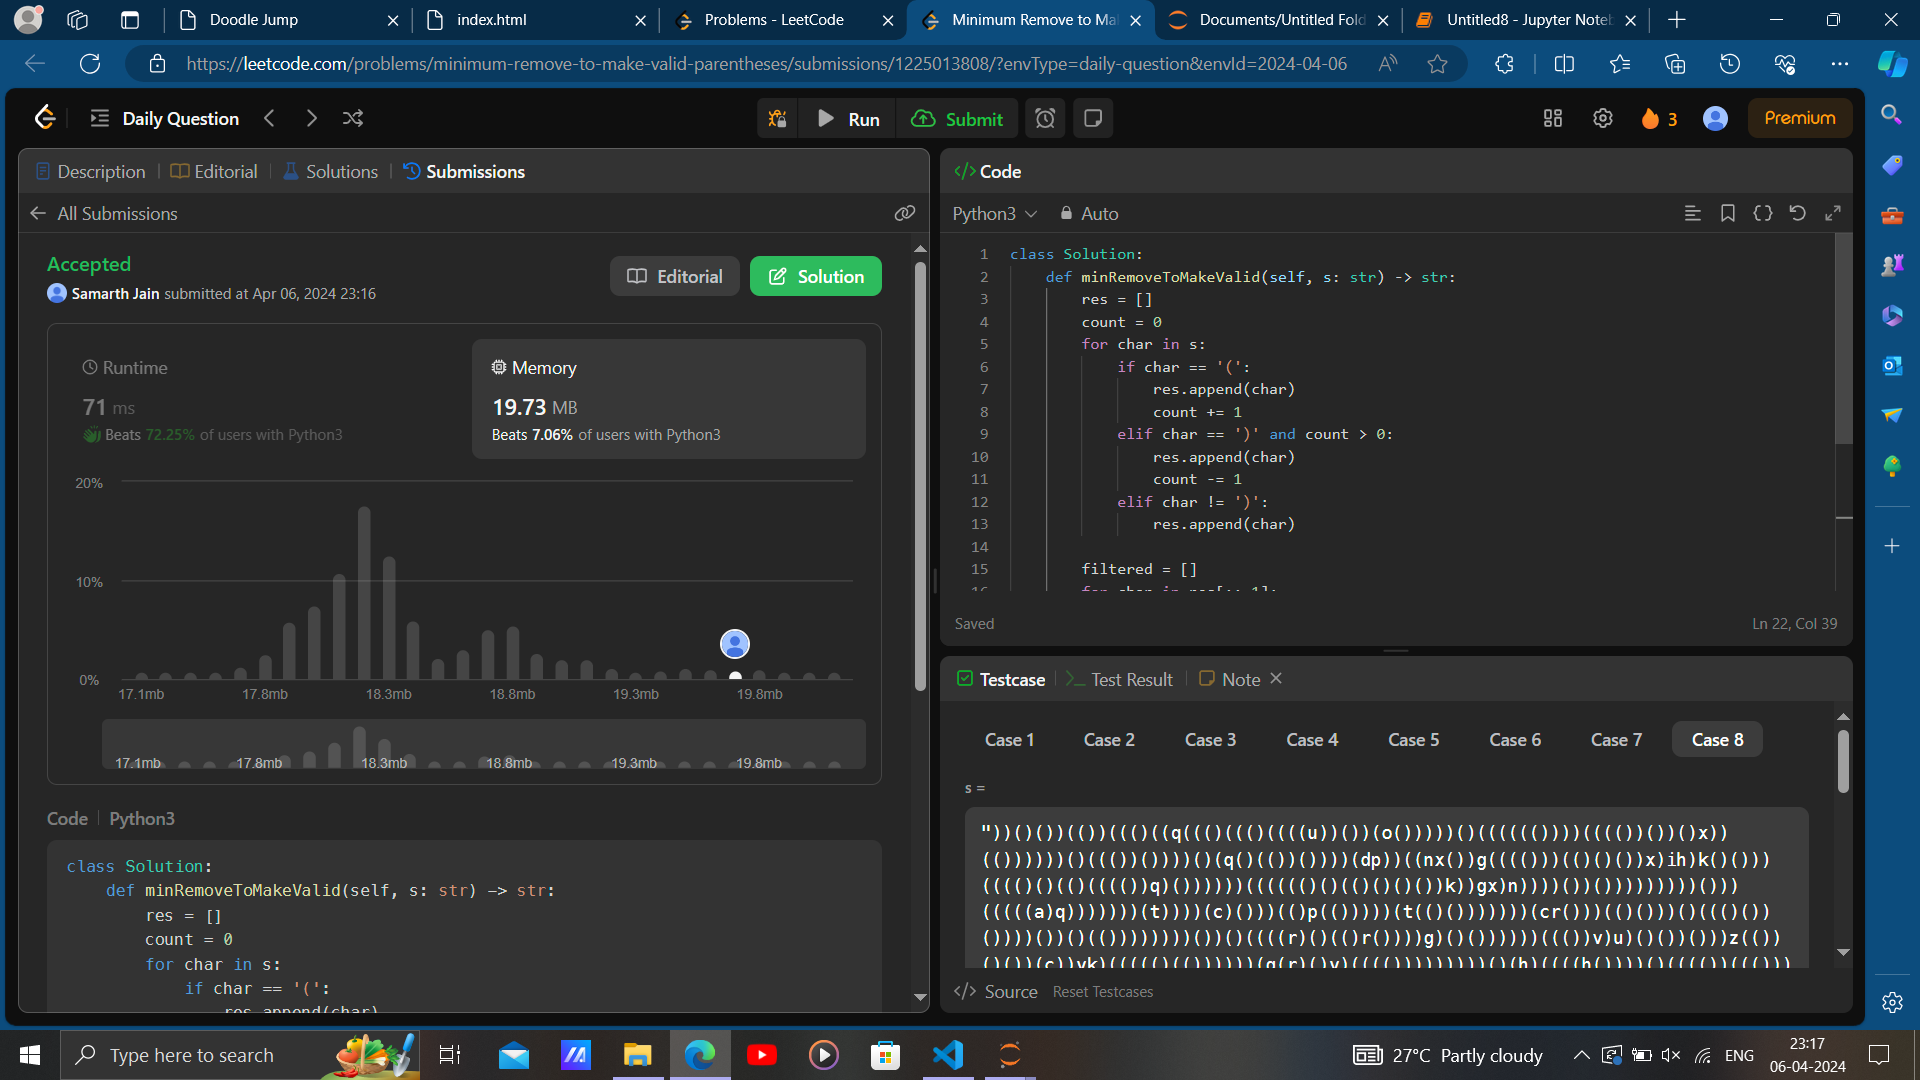 Doodle Jump
index.html
Problems - LeetCode
Minimum Remove to Ma
Documents/Untitled Fold
Untitled8 - Jupyter Noteb
https://leetcode.com/problems/minimum-remove-to-make-valid-parentheses/submissions/1225013808/?envType=daily-question&envId=2024-04-06
Daily Question
Run
Submit
3
Premium
Description
Editorial
Solutions
Submissions
All Submissions
Accepted
Samarth Jain submitted at Apr 06, 2024 23:16
Editorial
Solution
Runtime
71 ms
Beats 72.25% of users with Python3
Memory
19.73 MB
Beats 7.06% of users with Python3
20%
10%
0%
17.1mb 17.8mb 18.3mb 18.8mb 19.3mb 19.8mb
17.1mb 17.8mb 18.3mb 18.8mb 19.3mb 19.8mb
Code | Python3
class Solution:
    def minRemoveToMakeValid(self, s: str) -> str:
        res = []
        count = 0
        for char in s:
            if char == '(':
                res.append(char)
</> Code
Python3
Auto
1 class Solution:
2     def minRemoveToMakeValid(self, s: str) -> str:
3         res = []
4         count = 0
5         for char in s:
6             if char == '(':
7                 res.append(char)
8                 count += 1
9             elif char == ')' and count > 0:
10                 res.append(char)
11                 count -= 1
12             elif char != ')':
13                 res.append(char)
14
15         filtered = []
16         for char in res[::-1]:
Saved
Ln 22, Col 39
Testcase
Test Result
Note
Case 1
Case 2
Case 3
Case 4
Case 5
Case 6
Case 7
Case 8
s =
"))()())(())((()((q((()((()((((u))())(o()))))()(((((())))(((())())()x))
(())))))()((())())))()(q()(())())))(dp))((nx())g(((()))(()()())x)ih)k()()))
(((()()(()(((())q)())))))((((((()()(()()()())k))gx)n))))())()))))))))()))
(((((a)q)))))))(t))))(c)()))(()p(()))))(t(()()))))))(cr()))(()()))()((()())
())))())()(())))))))())()((((r)()(()r())))g)()())))))((())v)u)()())()))z(())
</> Source
Reset Testcases
Type here to search
27°C Partly cloudy
ENG
23:17
06-04-2024